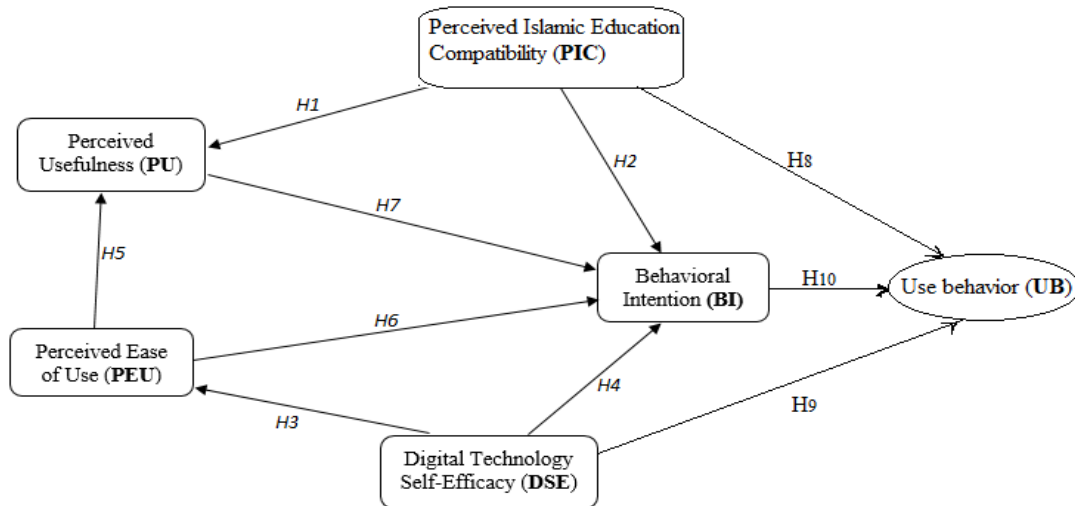 Perceived Islamic Education
Compatibility (PIC)
H1
Perceived
Usefulness (PU)
H2
H8
H7
H5
Behavioral
Intention (BI)
H10
Use behavior (UB)
H6
Perceived Ease
of Use (PEU)
H4
H9
H3
Digital Technology
Self-Efficacy (DSE)